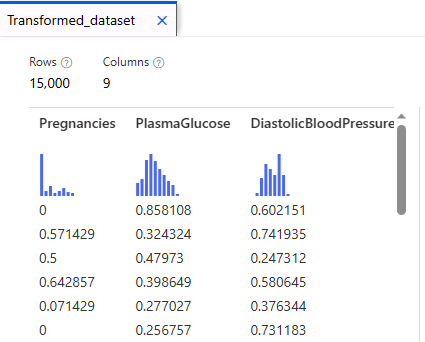 Transformed_dataset
Rows Columns
15,000 9
Pregnancies PlasmaGlucose DiastolicBloodPressure
0 0.858108 0.602151
0.571429 0.324324 0.741935
0.5 0.47973 0.247312
0.642857 0.398649 0.580645
0.071429 0.277027 0.376344
0 0.256757 0.731183